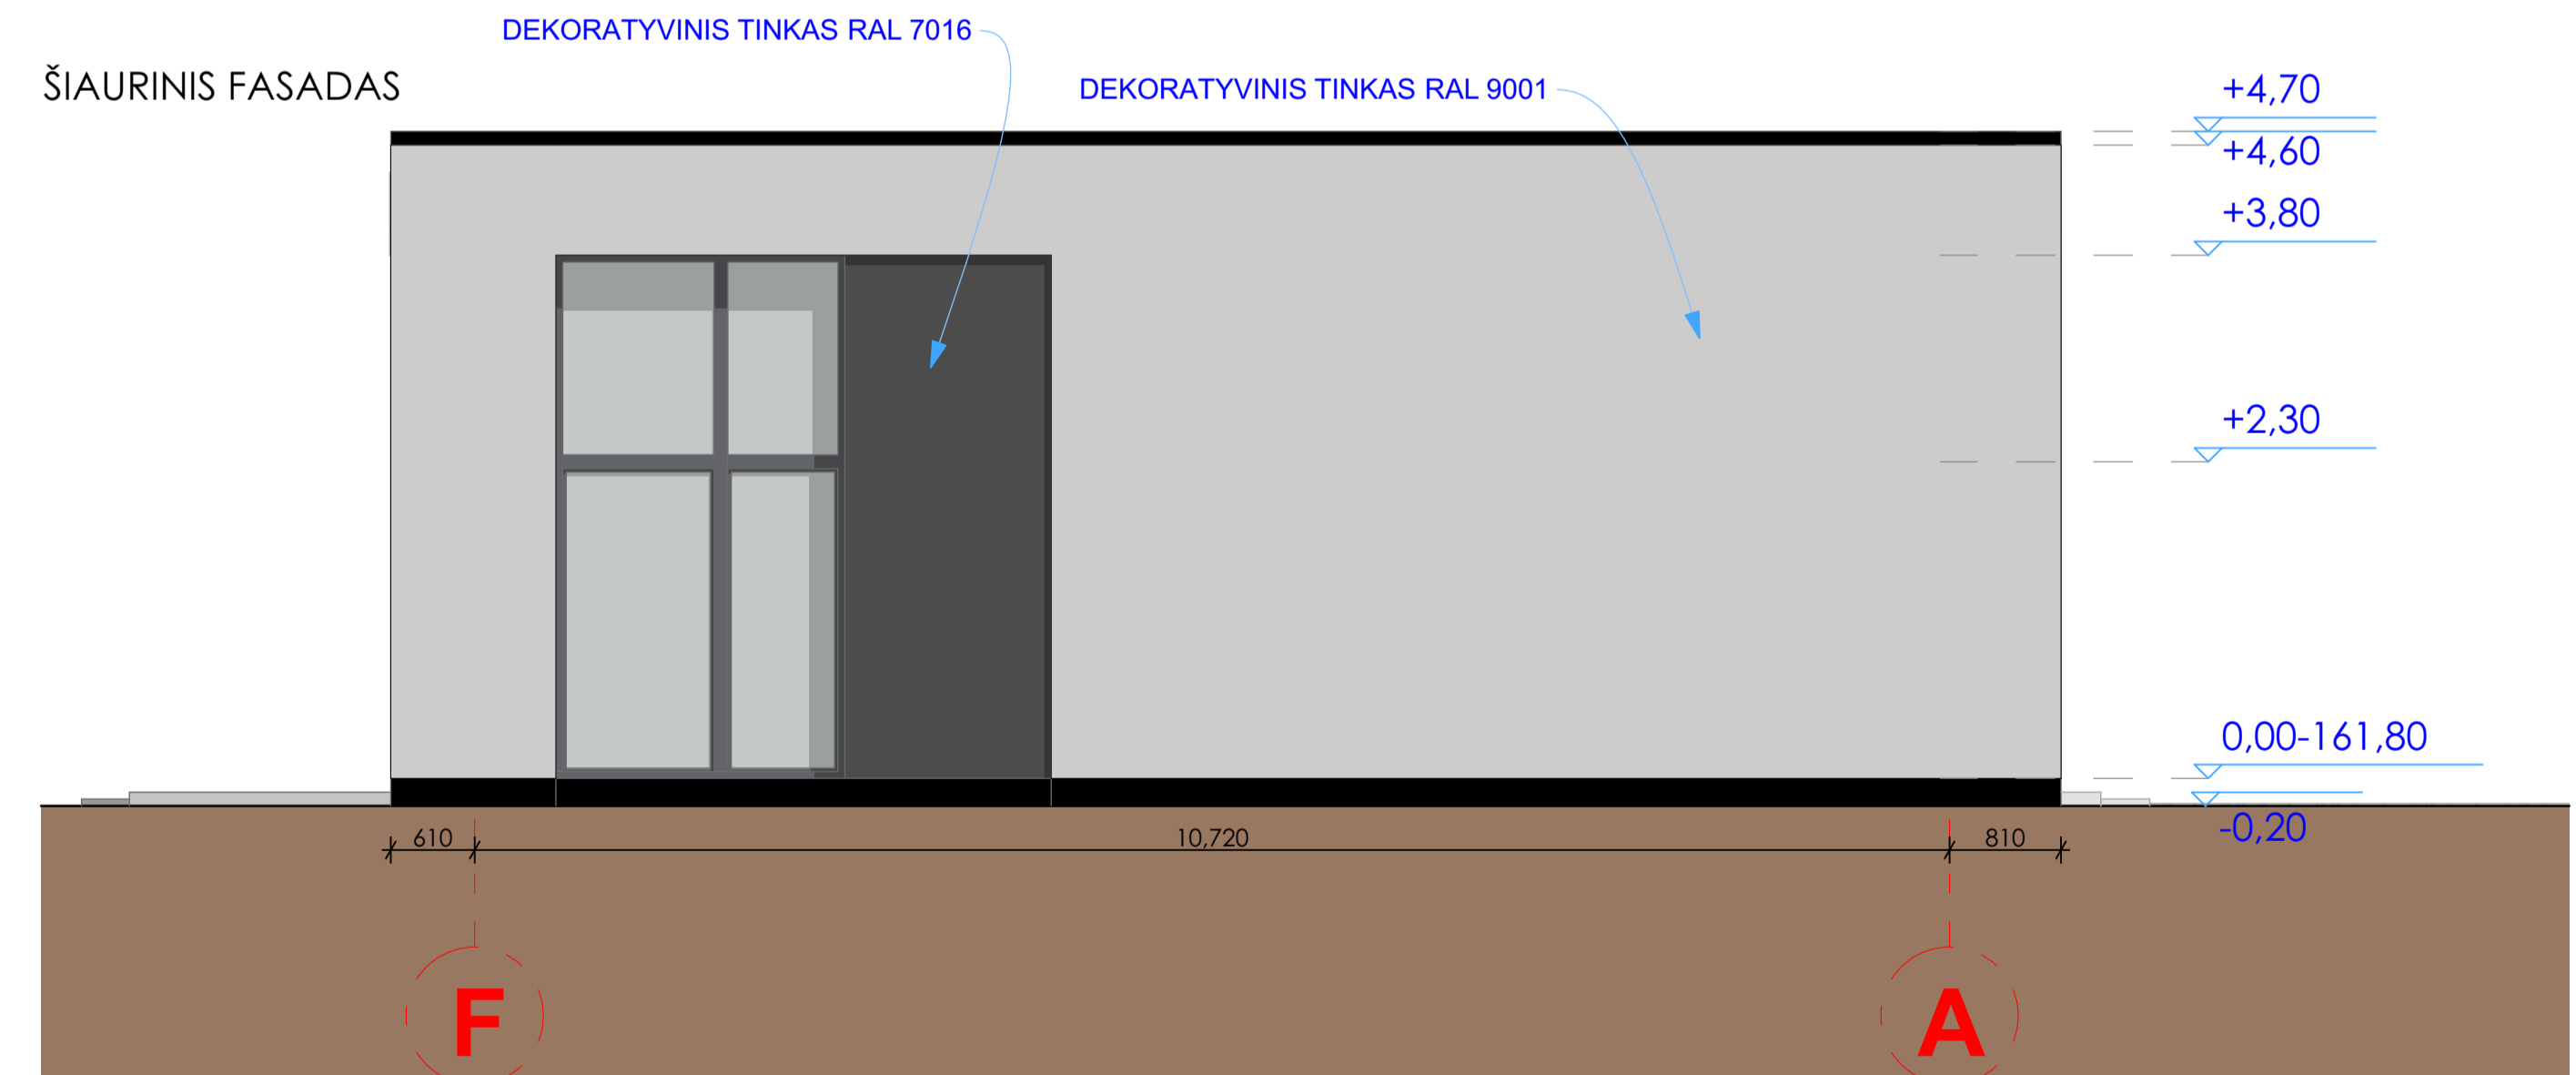 DEKORATYVINIS TINKAS RAL 7016
ŠIAURINIS FASADAS
DEKORATYVINIS TINKAS RAL 9001
+4,70
+4,60
+3,80
+2,30
0,00-161,80
-0,20
610
10,720
810
F
A